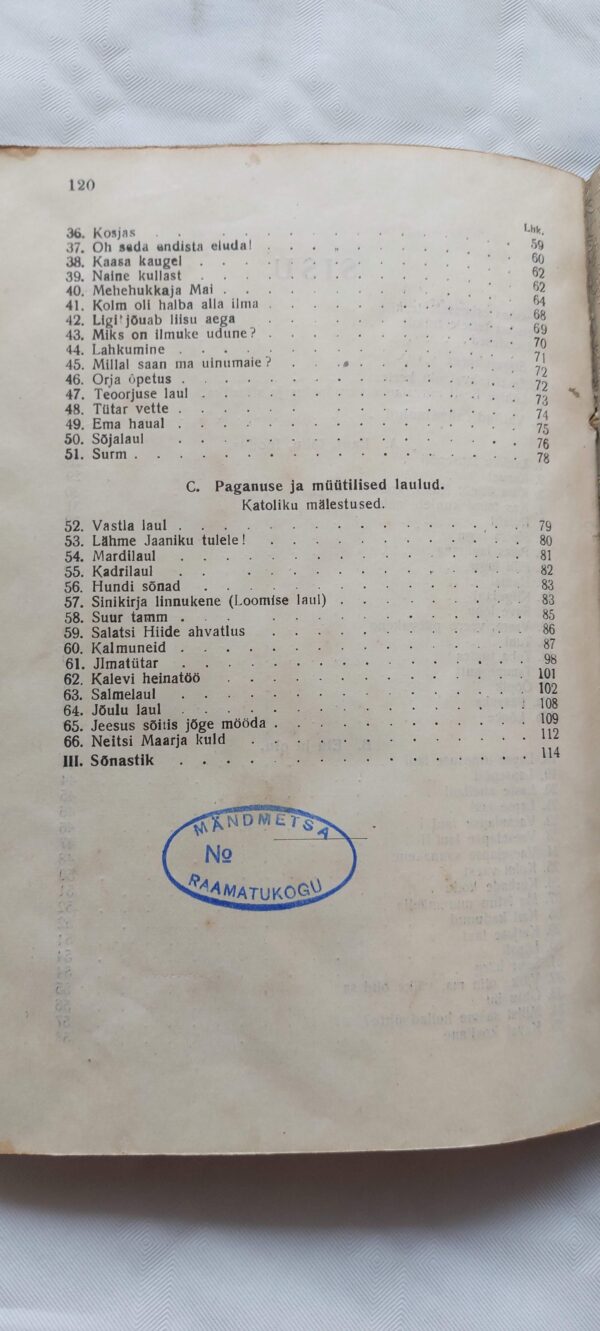 120
Lhk.
36. Kosjas . . . . . . . . . . . . 59
37. Oh seda endista eluda! . . . . . . . . . . . . 60
38. Kaasa kaugel . . . . . . . . . . . . 62
39. Naine kullast . . . . . . . . . . . . 62
40. Mehehukkaja Mai . . . . . . . . . . . . 64
41. Kolm oli halba alla ilma . . . . . . . . . . . . 68
42. Ligi jõuab liisu aega . . . . . . . . . . . . 69
43. Miks on ilmuke udune? . . . . . . . . . . . . 70
44. Lahkumine . . . . . . . . . . . . 71
45. Millal saan ma uinumaie? . . . . . . . . . . . . 72
46. Orja õpetus . . . . . . . . . . . . 72
47. Teoorjuse laul . . . . . . . . . . . . 73
48. Tütar vette . . . . . . . . . . . . 74
49. Ema haual . . . . . . . . . . . . 75
50. Sõjalaul . . . . . . . . . . . . 76
51. Surm . . . . . . . . . . . . 78
C. Paganuse ja müütilised laulud.
Katoliku mälestused.
52. Vastla laul . . . . . . . . . . . . 79
53. Lähme Jaaniku tulele! . . . . . . . . . . . . 80
54. Mardilaul . . . . . . . . . . . . 81
55. Kadrilaul . . . . . . . . . . . . 82
56. Hundi sõnad . . . . . . . . . . . . 83
57. Sinikirja linnukene (Loomise laul) . . . . . . . . . . 83
58. Suur tamm . . . . . . . . . . . . 85
59. Salatsi Hiide ahvatlus . . . . . . . . . . . . 86
60. Kalmuneid . . . . . . . . . . . . 87
61. Jlmatütar . . . . . . . . . . . . 98
62. Kalevi heinatöö . . . . . . . . . . . . 101
63. Salmelaul . . . . . . . . . . . . 102
64. Jõulu laul . . . . . . . . . . . . 108
65. Jeesus sõitis jõge mööda . . . . . . . . . . . . 109
66. Neitsi Maarja kuld . . . . . . . . . . . . 112
III. Sõnastik . . . . . . . . . . . . 114
MÄNDMETSA
№
RAAMATUKOGU